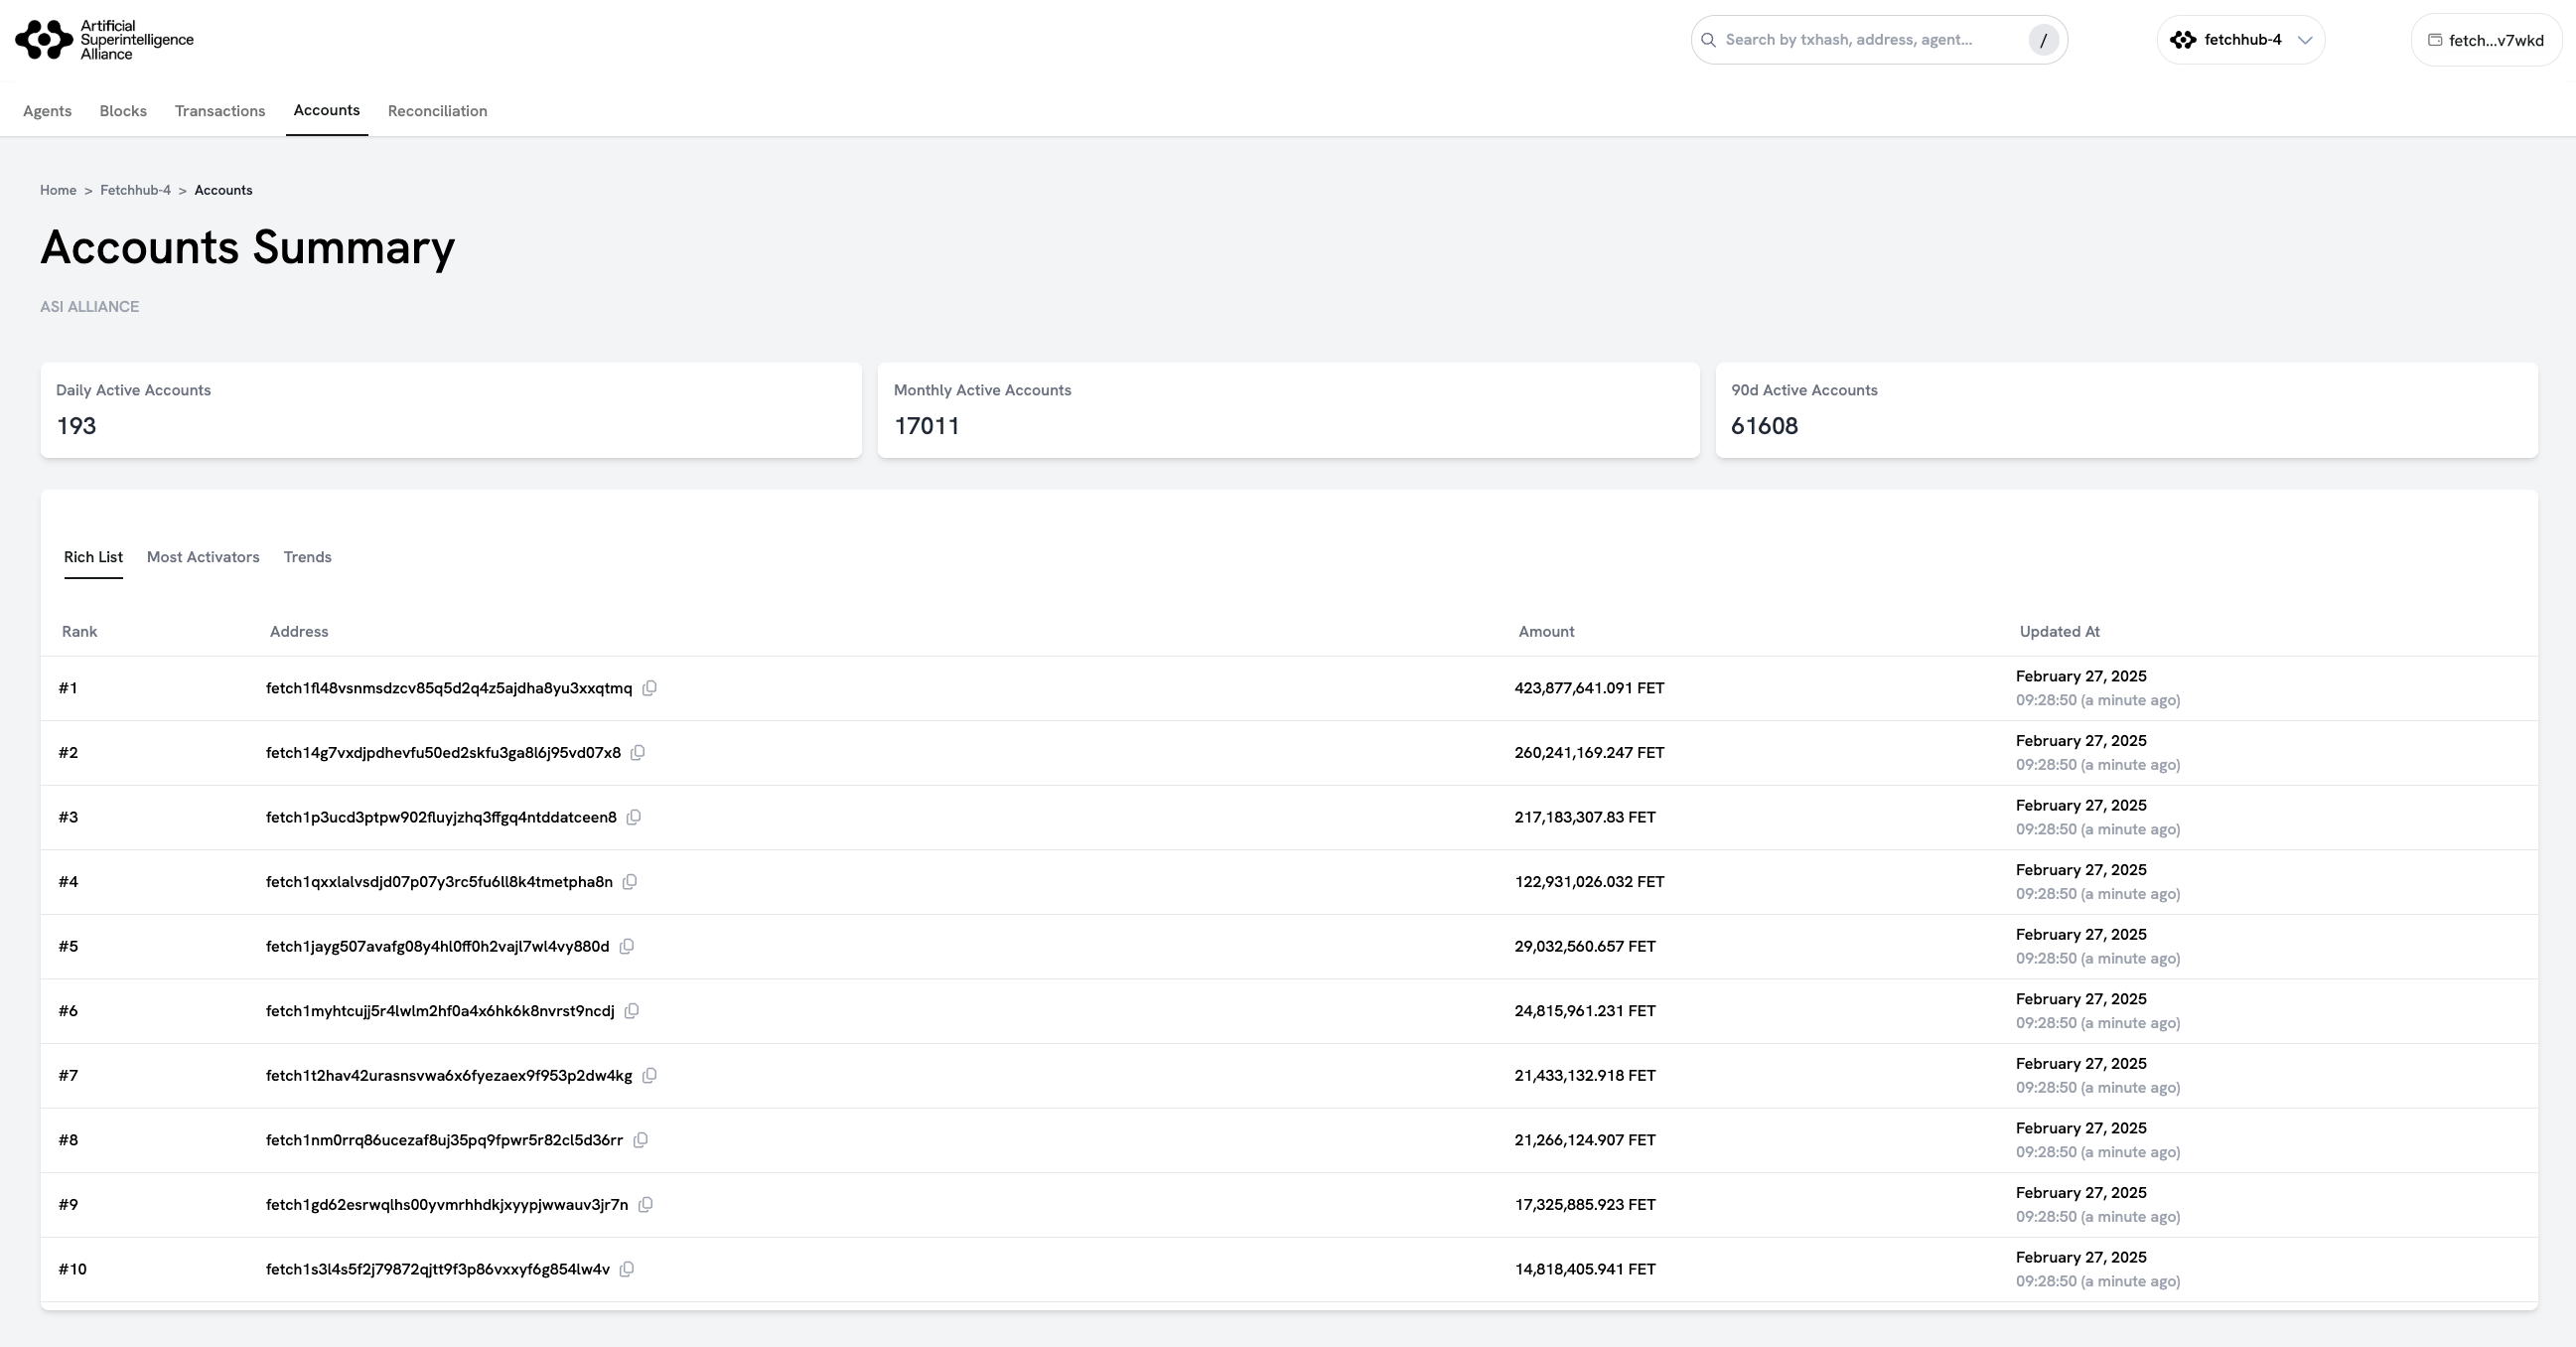 Artificial
Superintelligence
Alliance
Search by txhash, address, agent...
/
fetchhub-4
fetch...v7wkd
Agents Blocks Transactions Accounts Reconciliation
Home > Fetchhub-4 > Accounts
Accounts Summary
ASI ALLIANCE
Daily Active Accounts
193
Monthly Active Accounts
17011
90d Active Accounts
61608
Rich List Most Activators Trends
Rank Address Amount Updated At
#1 fetch1fl48vsnmsdzcv85q5d2q4z5ajdha8yu3xxqtmq 423,877,641.091 FET February 27, 2025
09:28:50 (a minute ago)
#2 fetch14g7vxdjpdhevfu50ed2skfu3ga8l6j95vd07x8 260,241,169.247 FET February 27, 2025
09:28:50 (a minute ago)
#3 fetch1p3ucd3ptpw902fluyjzhq3ffgq4ntddatceen8 217,183,307.83 FET February 27, 2025
09:28:50 (a minute ago)
#4 fetch1qxxlalvsdjd07p07y3rc5fu6ll8k4tmetpha8n 122,931,026.032 FET February 27, 2025
09:28:50 (a minute ago)
#5 fetch1jayg507avafg08y4hl0ff0h2vajl7wl4vy880d 29,032,560.657 FET February 27, 2025
09:28:50 (a minute ago)
#6 fetch1myhtcujj5r4lwlm2hf0a4x6hk6k8nvrst9ncdj 24,815,961.231 FET February 27, 2025
09:28:50 (a minute ago)
#7 fetch1t2hav42urasnsvwa6x6fyezaex9f953p2dw4kg 21,433,132.918 FET February 27, 2025
09:28:50 (a minute ago)
#8 fetch1nm0rrq86ucezaf8uj35pq9fpwr5r82cl5d36rr 21,266,124.907 FET February 27, 2025
09:28:50 (a minute ago)
#9 fetch1gd62esrwqlhs00yvmrhhdkjxyypjwwauv3jr7n 17,325,885.923 FET February 27, 2025
09:28:50 (a minute ago)
#10 fetch1s3l4s5f2j79872qjtt9f3p86vxxyf6g854lw4v 14,818,405.941 FET February 27, 2025
09:28:50 (a minute ago)